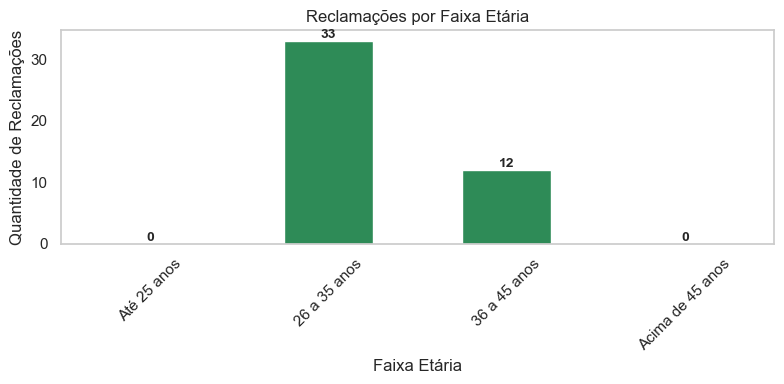 Reclamações por Faixa Etária
Quantidade de Reclamações
30
20
10
0
0
33
12
0
Até 25 anos
26 a 35 anos
36 a 45 anos
Acima de 45 anos
Faixa Etária